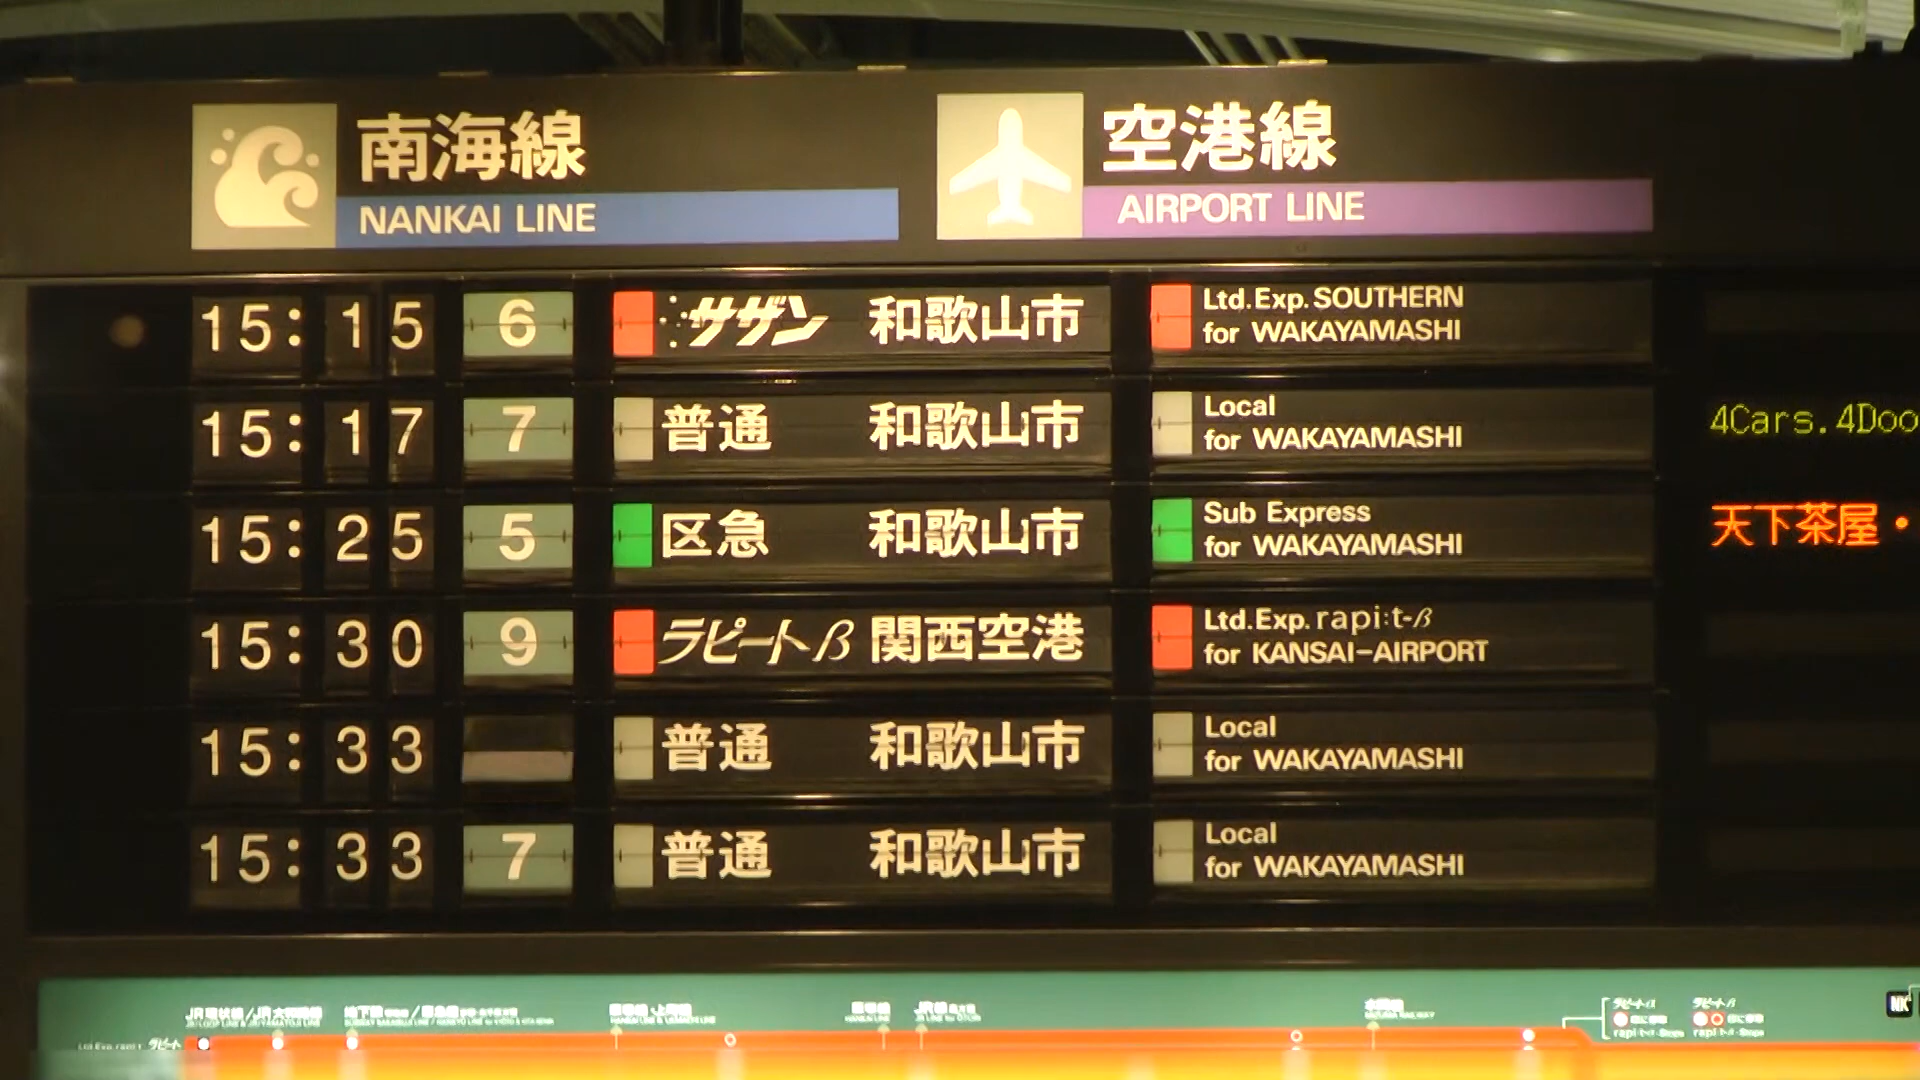 南海線
NANKAI LINE
空港線
AIRPORT LINE
15:15 6 サザン 和歌山市 Ltd.Exp.SOUTHERN
for WAKAYAMASHI
15:17 7 普通 和歌山市 Local
for WAKAYAMASHI
4Cars.4Doo
15:25 5 区急 和歌山市 Sub Express
for WAKAYAMASHI
天下茶屋・
15:30 9 ラピートβ 関西空港 Ltd.Exp.rapi:t-β
for KANSAI-AIRPORT
15:33 普通 和歌山市 Local
for WAKAYAMASHI
15:33 7 普通 和歌山市 Local
for WAKAYAMASHI
NK